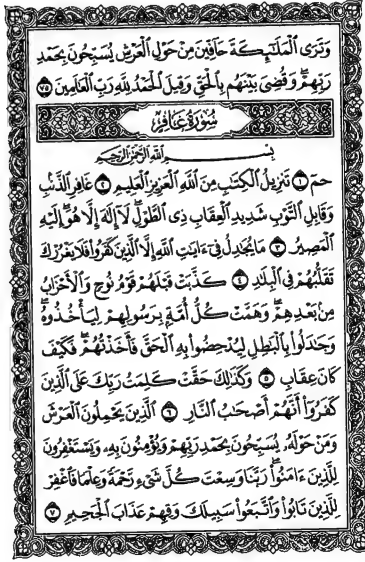 وَتَرَى ٱلْمَلَٰٓئِكَةَ حَآفِّينَ مِنْ حَوْلِ ٱلْعَرْشِ يُسَبِّحُونَ بِحَمْدِ
رَبِّهِمْ ۖ وَقُضِىَ بَيْنَهُم بِٱلْحَقِّ وَقِيلَ ٱلْحَمْدُ لِلَّهِ رَبِّ ٱلْعَٰلَمِينَ ٧٥
سُورَةُ غَافِرٍ
بِسْمِ ٱللَّهِ ٱلرَّحْمَٰنِ ٱلرَّحِيمِ
حمٓ ١ تَنزِيلُ ٱلْكِتَٰبِ مِنَ ٱللَّهِ ٱلْعَزِيزِ ٱلْعَلِيمِ ٢ غَافِرِ ٱلذَّنۢبِ
وَقَابِلِ ٱلتَّوْبِ شَدِيدِ ٱلْعِقَابِ ذِى ٱلطَّوْلِ ۖ لَآ إِلَٰهَ إِلَّا هُوَ ۖ إِلَيْهِ
ٱلْمَصِيرُ ٣ مَا يُجَٰدِلُ فِىٓ ءَايَٰتِ ٱللَّهِ إِلَّا ٱلَّذِينَ كَفَرُوا۟ فَلَا يَغْرُرْكَ
تَقَلُّبُهُمْ فِى ٱلْبِلَٰدِ ٤ كَذَّبَتْ قَبْلَهُمْ قَوْمُ نُوحٍ وَٱلْأَحْزَابُ
مِنۢ بَعْدِهِمْ ۖ وَهَمَّتْ كُلُّ أُمَّةٍۭ بِرَسُولِهِمْ لِيَأْخُذُوهُ ۖ
وَجَٰدَلُوا۟ بِٱلْبَٰطِلِ لِيُدْحِضُوا۟ بِهِ ٱلْحَقَّ فَأَخَذْتُهُمْ ۖ فَكَيْفَ
كَانَ عِقَابِ ٥ وَكَذَٰلِكَ حَقَّتْ كَلِمَتُ رَبِّكَ عَلَى ٱلَّذِينَ
كَفَرُوٓا۟ أَنَّهُمْ أَصْحَٰبُ ٱلنَّارِ ٦ ٱلَّذِينَ يَحْمِلُونَ ٱلْعَرْشَ
وَمَنْ حَوْلَهُۥ يُسَبِّحُونَ بِحَمْدِ رَبِّهِمْ وَيُؤْمِنُونَ بِهِۦ وَيَسْتَغْفِرُونَ
لِلَّذِينَ ءَامَنُوا۟ رَبَّنَا وَسِعْتَ كُلَّ شَىْءٍ رَّحْمَةً وَعِلْمًا فَٱغْفِرْ
لِلَّذِينَ تَابُوا۟ وَٱتَّبَعُوا۟ سَبِيلَكَ وَقِهِمْ عَذَابَ ٱلْجَحِيمِ ٧